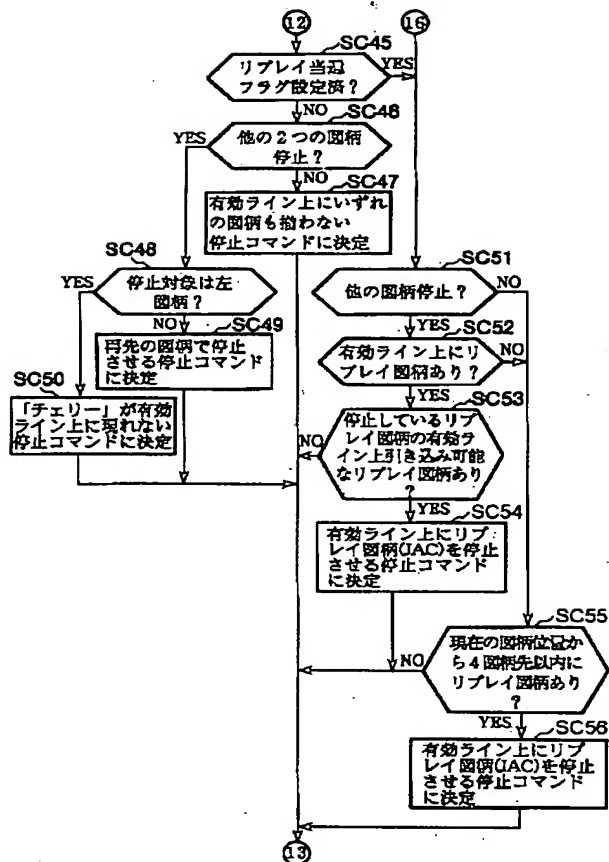 12
16
SC45
リプレイ当選
フラグ設定済？
YES
NO
SC46
YES
他の２つの図柄
停止？
NO
SC47
有効ライン上にいずれ
の図柄も揃わない
停止コマンドに決定
SC48
YES
停止対象は左
図柄？
NO
SC49
再先の図柄で停止
させる停止コマンド
に決定
SC50
「チェリー」が有効
ライン上に現れない
停止コマンドに決定
SC51
他の図柄停止？
NO
YES
SC52
有効ライン上にリ
プレイ図柄あり？
NO
YES
SC53
停止しているリプ
レイ図柄の有効ラ
イン上引き込み可能
なリプレイ図柄あり
？
NO
YES
SC54
有効ライン上にリプ
レイ図柄(JAC)を停止
させる停止コマンド
に決定
SC55
現在の図柄位置か
ら４図柄先以内に
リプレイ図柄あり
？
NO
YES
SC56
有効ライン上にリプ
レイ図柄(JAC)を停止
させる停止コマンド
に決定
13